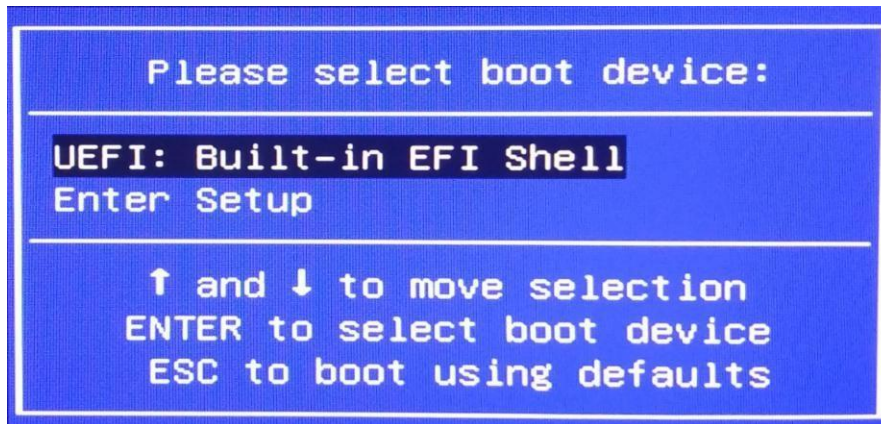 Please select boot device:
UEFI: Built-in EFI Shell
Enter Setup
↑ and ↓ to move selection
ENTER to select boot device
ESC to boot using defaults